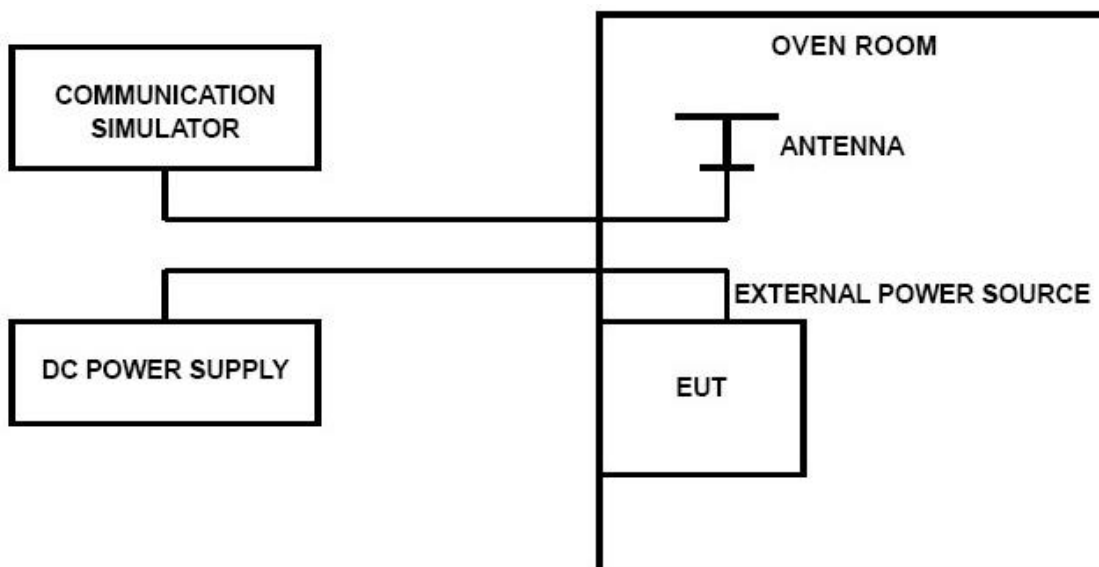 OVEN ROOM
COMMUNICATION
SIMULATOR
ANTENNA
EXTERNAL POWER SOURCE
DC POWER SUPPLY
EUT